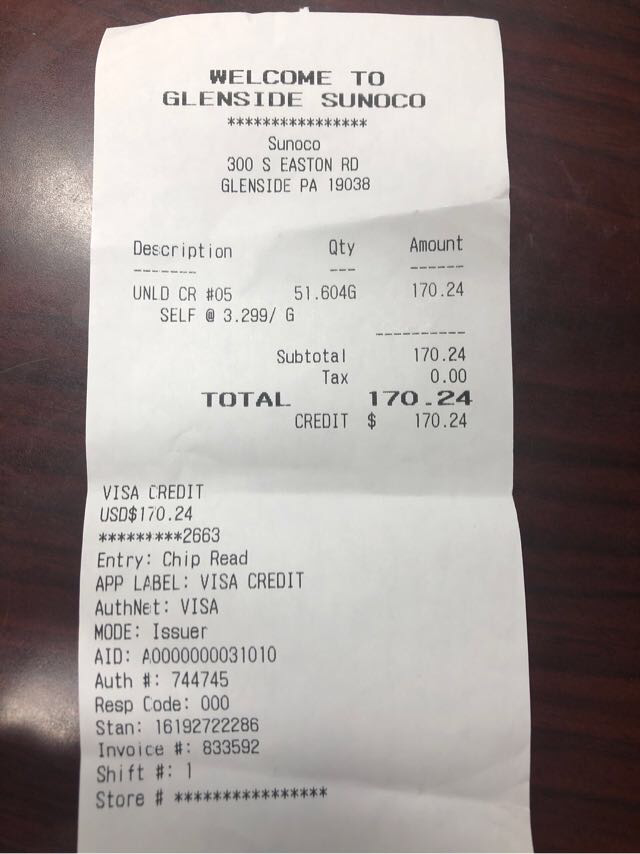 WELCOME TO
GLENSIDE SUNOCO
****************
Sunoco
300 S EASTON RD
GLENSIDE PA 19038
Description Qty Amount
------- --- ------
UNLD CR #05 51.604G 170.24
SELF @ 3.299/ G
----------
Subtotal 170.24
Tax 0.00
TOTAL 170.24
CREDIT $ 170.24
VISA CREDIT
USD$170.24
*********2663
Entry: Chip Read
APP LABEL: VISA CREDIT
AuthNet: VISA
MODE: Issuer
AID: A0000000031010
Auth #: 744745
Resp Code: 000
Stan: 16192722286
Invoice #: 833592
Shift #: 1
Store # ****************